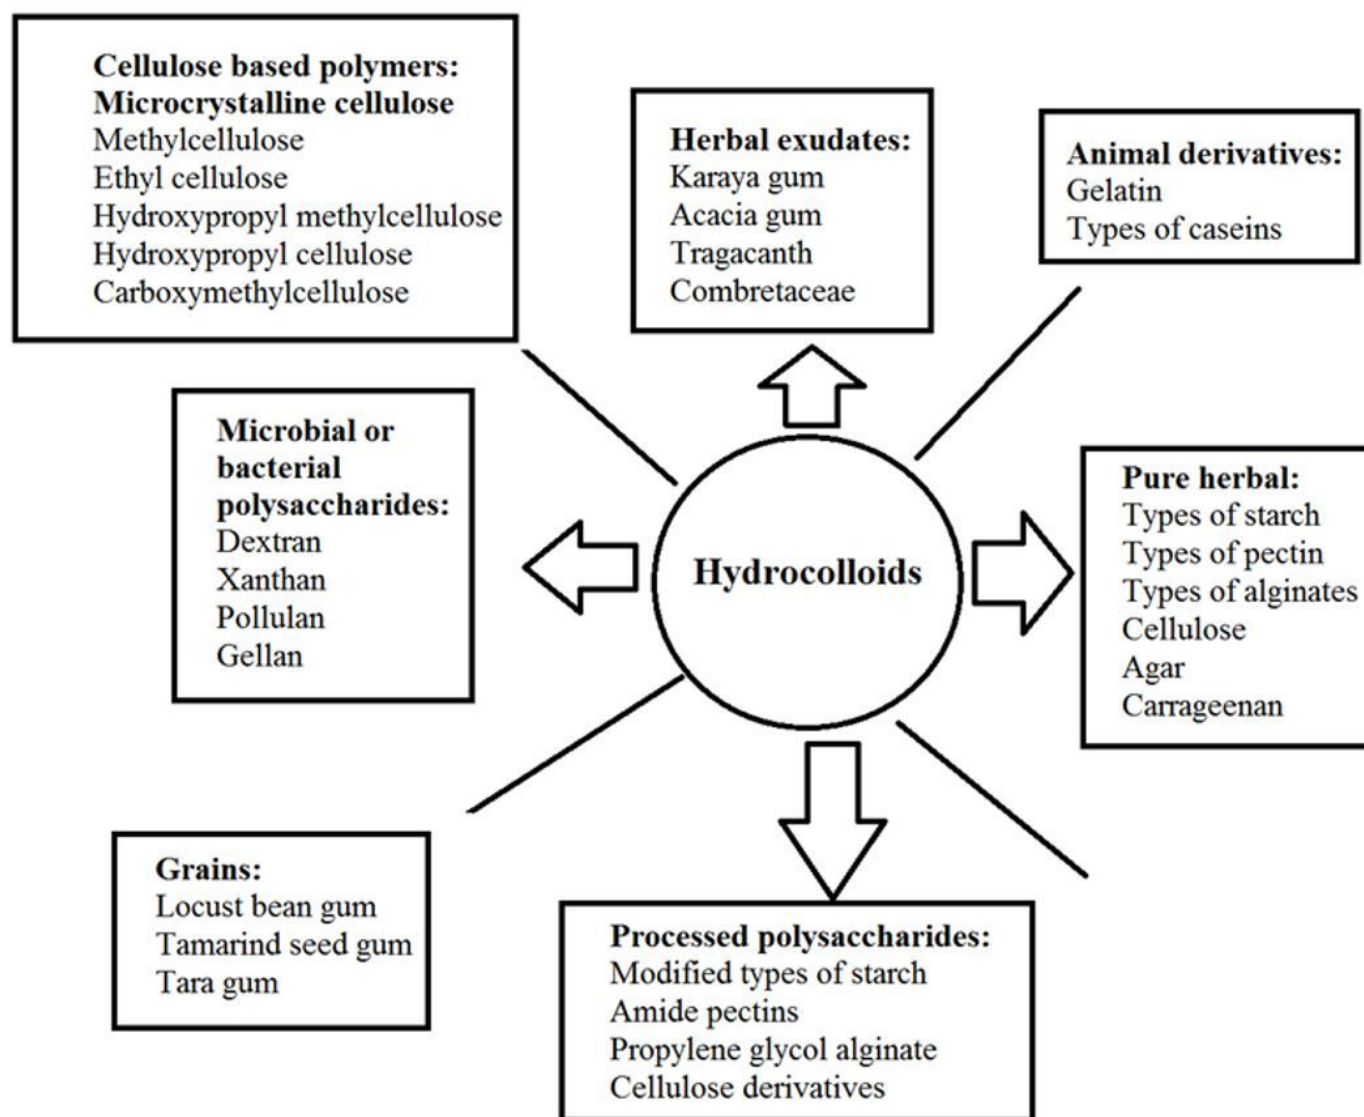 Cellulose based polymers:
Microcrystalline cellulose
Methylcellulose
Ethyl cellulose
Hydroxypropyl methylcellulose
Hydroxypropyl cellulose
Carboxymethylcellulose
Herbal exudates:
Karaya gum
Acacia gum
Tragacanth
Combretaceae
Animal derivatives:
Gelatin
Types of caseins
Microbial or
bacterial
polysaccharides:
Dextran
Xanthan
Pollulan
Gellan
Hydrocolloids
Pure herbal:
Types of starch
Types of pectin
Types of alginates
Cellulose
Agar
Carrageenan
Grains:
Locust bean gum
Tamarind seed gum
Tara gum
Processed polysaccharides:
Modified types of starch
Amide pectins
Propylene glycol alginate
Cellulose derivatives